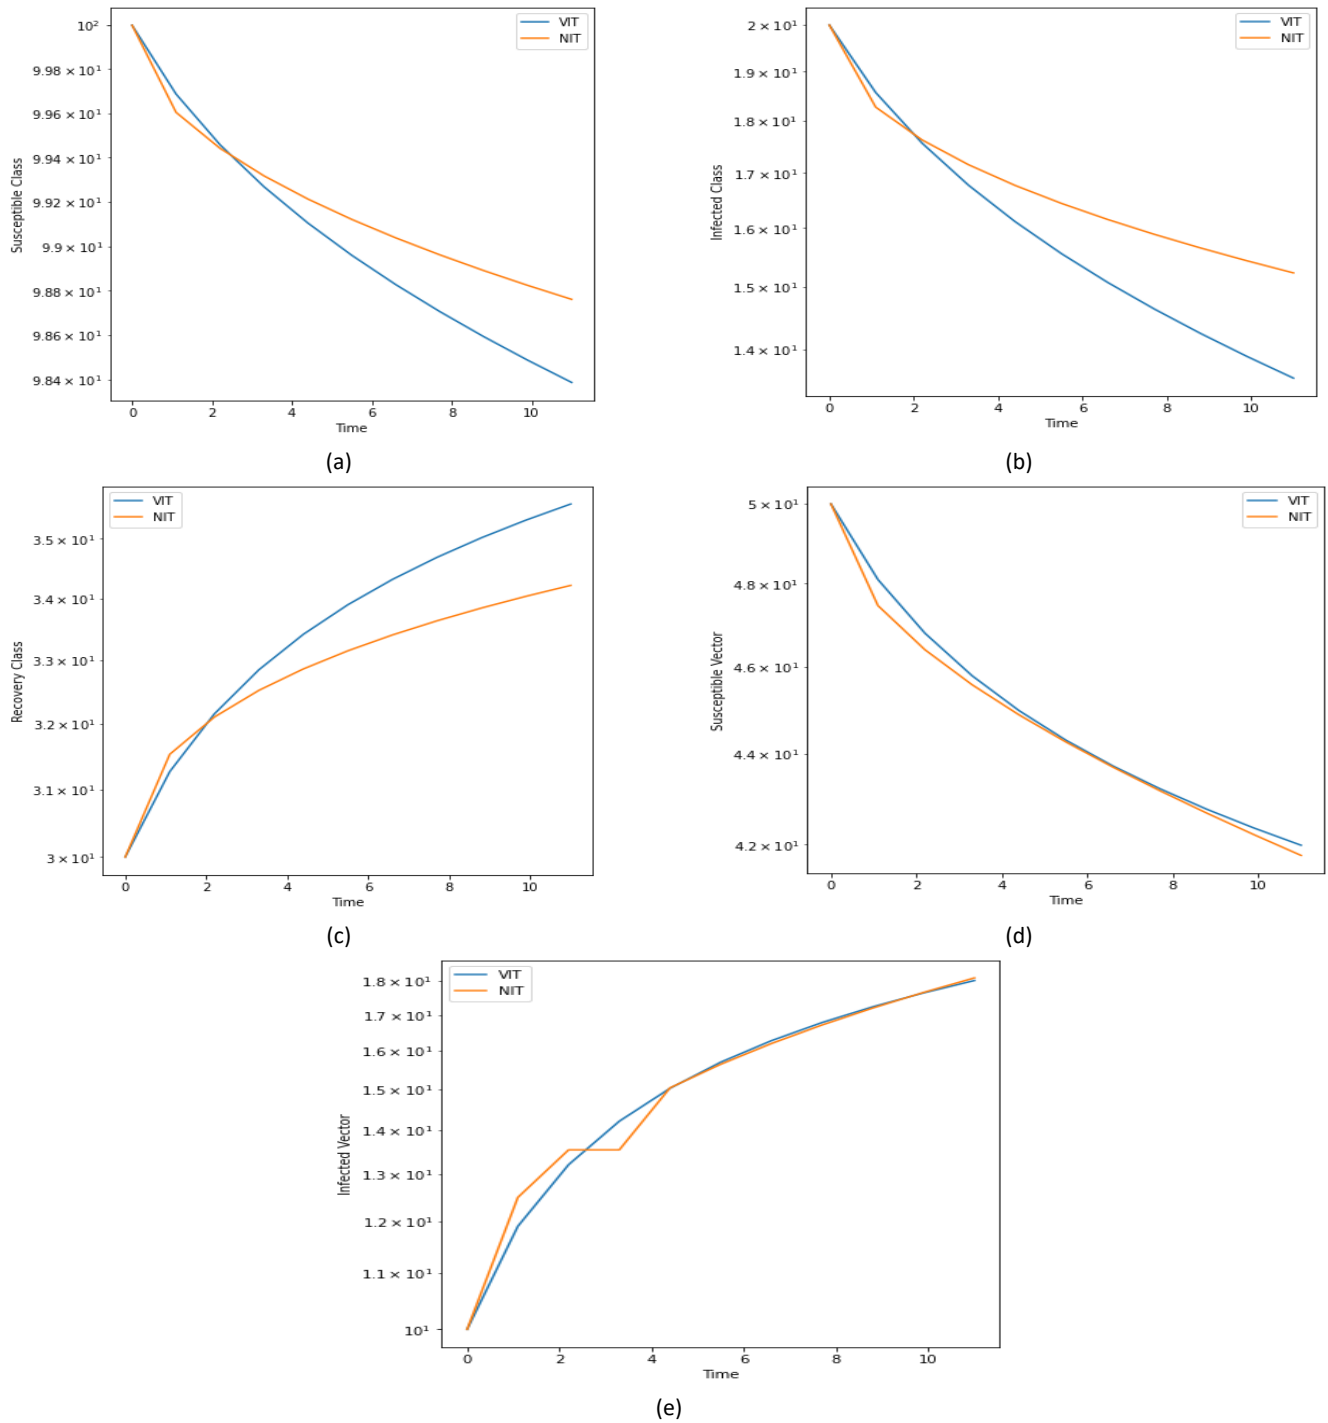 10²
9.98 × 10¹
9.96 × 10¹
9.94 × 10¹
9.92 × 10¹
9.9 × 10¹
9.88 × 10¹
9.86 × 10¹
9.84 × 10¹
Susceptible Class
VIT
NIT
0 2 4 6 8 10
Time
(a)
2 × 10¹
1.9 × 10¹
1.8 × 10¹
1.7 × 10¹
1.6 × 10¹
1.5 × 10¹
1.4 × 10¹
Infected Class
VIT
NIT
0 2 4 6 8 10
Time
(b)
3.5 × 10¹
3.4 × 10¹
3.3 × 10¹
3.2 × 10¹
3.1 × 10¹
3 × 10¹
Recovery Class
VIT
NIT
0 2 4 6 8 10
Time
(c)
5 × 10¹
4.8 × 10¹
4.6 × 10¹
4.4 × 10¹
4.2 × 10¹
Susceptible Vector
VIT
NIT
0 2 4 6 8 10
Time
(d)
1.8 × 10¹
1.7 × 10¹
1.6 × 10¹
1.5 × 10¹
1.4 × 10¹
1.3 × 10¹
1.2 × 10¹
1.1 × 10¹
10¹
Infected Vector
VIT
NIT
0 2 4 6 8 10
Time
(e)